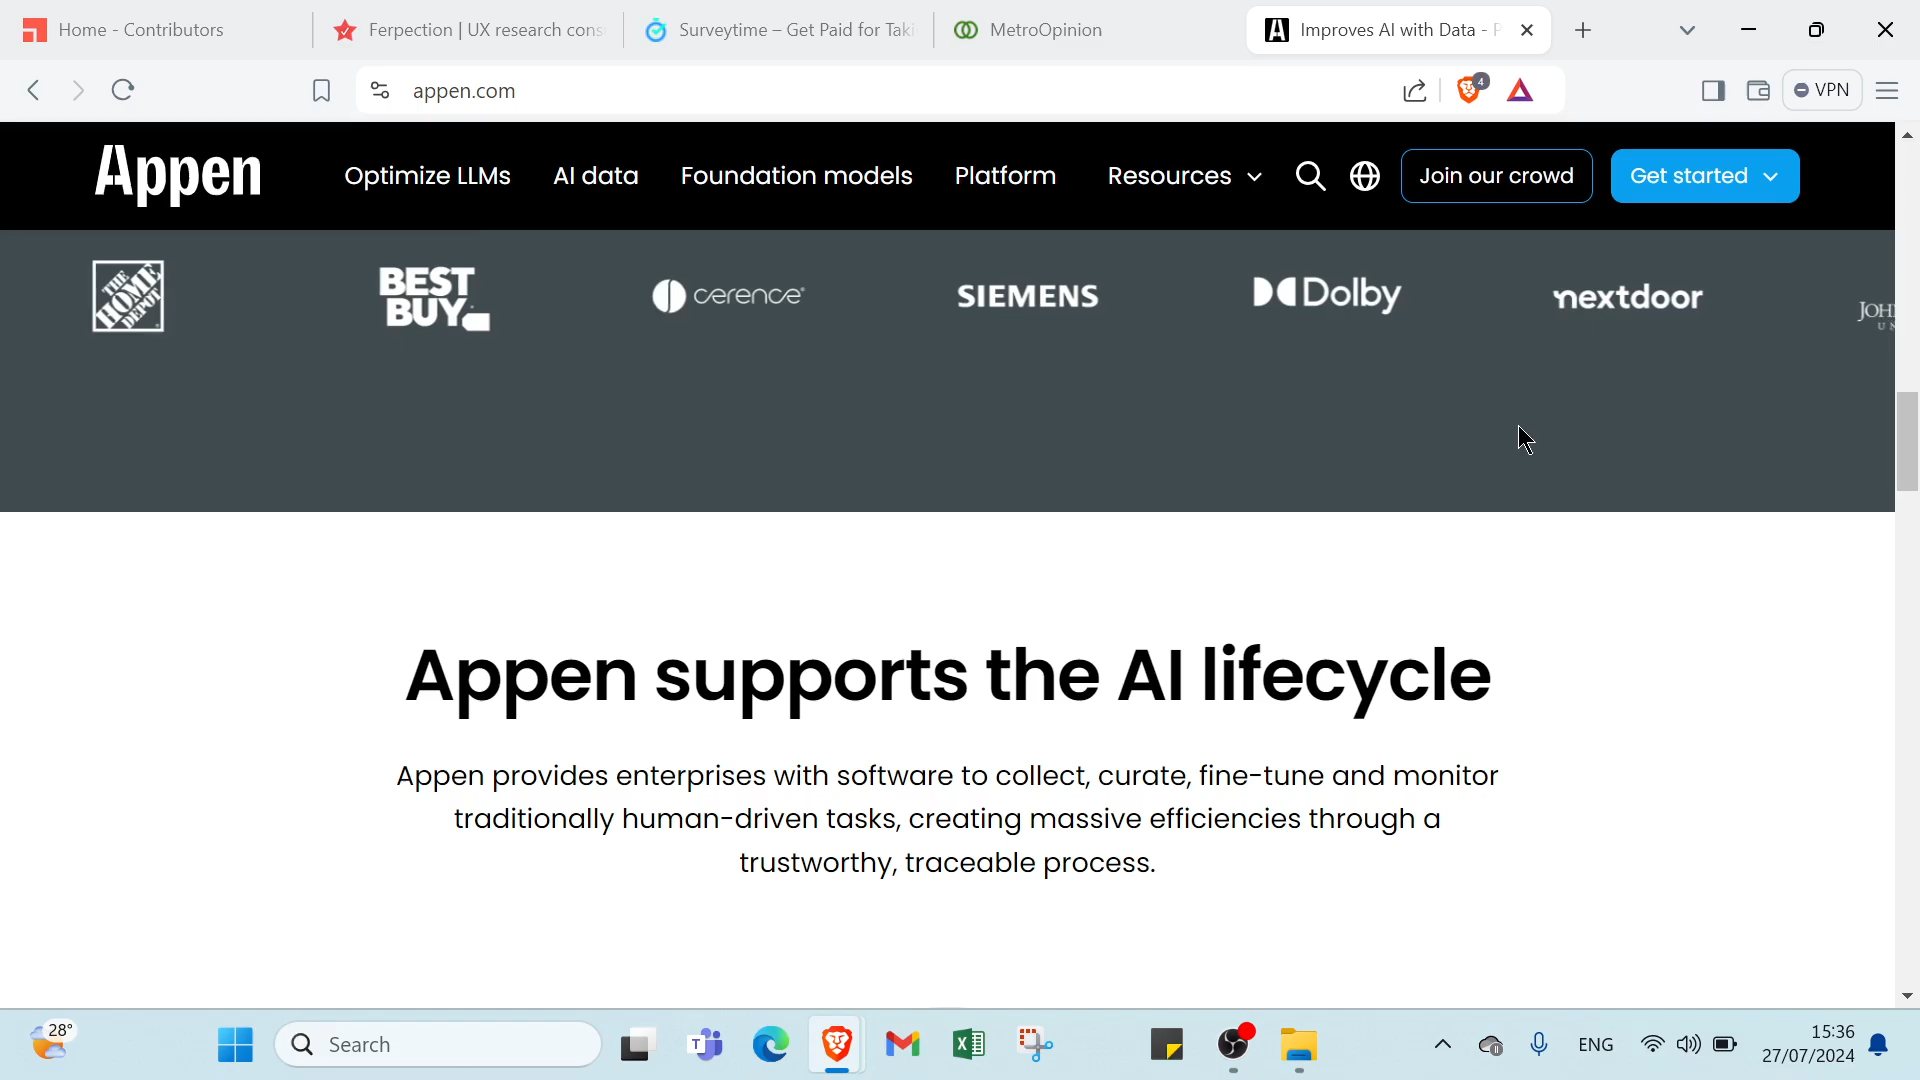 Home - Contributors
Ferpection | UX research cons
Surveytime – Get Paid for Taki
MetroOpinion
Improves AI with Data - P
4
appen.com
VPN
Appen
Optimize LLMs
AI data
Foundation models
Platform
Resources
Join our crowd
Get started
THE HOME DEPOT
BEST BUY
cerence
SIEMENS
Dolby
nextdoor
JOH
UN
Appen supports the AI lifecycle
Appen provides enterprises with software to collect, curate, fine-tune and monitor
traditionally human-driven tasks, creating massive efficiencies through a
trustworthy, traceable process.
28°
Search
ENG
15:36
27/07/2024